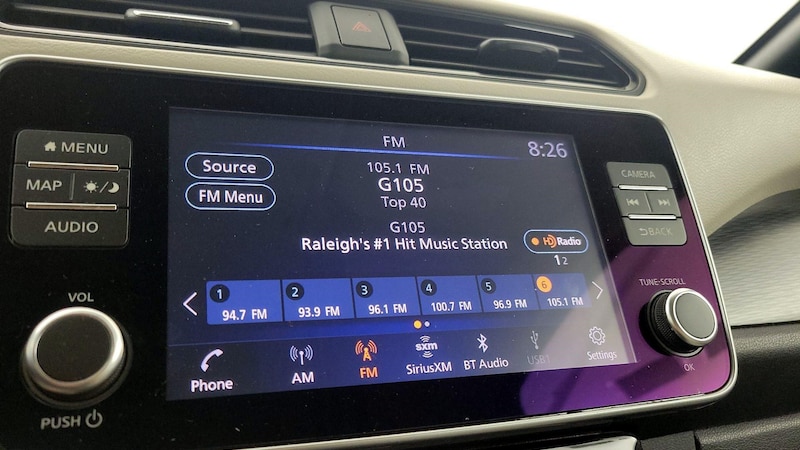 MENU
MAP
AUDIO
VOL
PUSH
FM
8:26
Source
FM Menu
105.1 FM
G105
Top 40
G105
Raleigh's #1 Hit Music Station
HD Radio
1 2
1 94.7 FM
2 93.9 FM
3 96.1 FM
4 100.7 FM
5 96.9 FM
6 105.1 FM
Phone
AM
FM
sxm
SiriusXM
BT Audio
USB1
Settings
CAMERA
BACK
TUNE·SCROLL
OK